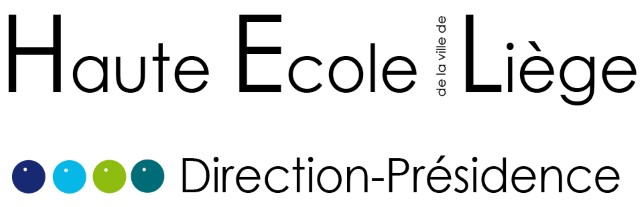 Haute Ecole de la ville de Liège
Direction-Présidence